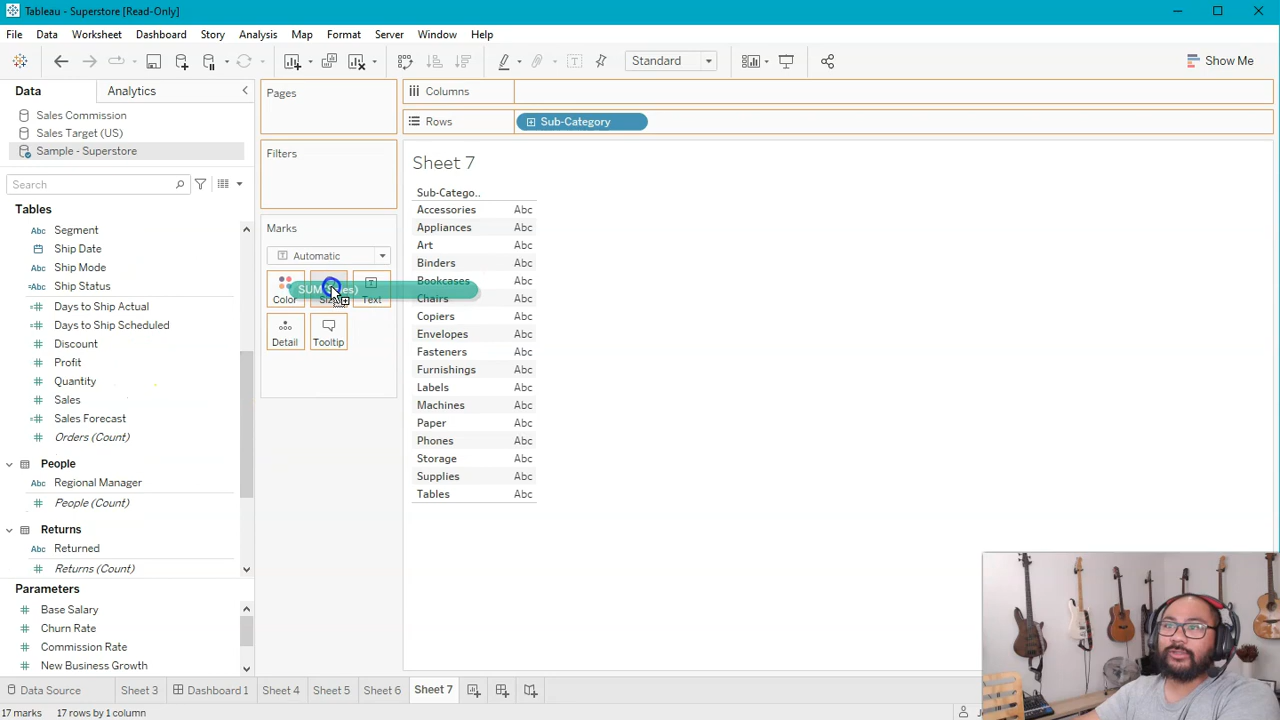 Tableau - Superstore [Read-Only]
File Data Worksheet Dashboard Story Analysis Map Format Server Window Help
Standard
Show Me
Data Analytics
Sales Commission
Sales Target (US)
Sample - Superstore
Search
Tables
Abc Segment
Ship Date
Abc Ship Mode
=Abc Ship Status
Days to Ship Actual
Days to Ship Scheduled
Discount
Profit
Quantity
Sales
Sales Forecast
Orders (Count)
People
Abc Regional Manager
People (Count)
Returns
Abc Returned
Returns (Count)
Parameters
Base Salary
Churn Rate
Commission Rate
New Business Growth
Pages
Filters
Marks
Automatic
SUM(Sales)
Color Text
Detail Tooltip
Columns
Rows Sub-Category
Sheet 7
Sub-Catego..
Accessories Abc
Appliances Abc
Art Abc
Binders Abc
Bookcases Abc
Chairs Abc
Copiers Abc
Envelopes Abc
Fasteners Abc
Furnishings Abc
Labels Abc
Machines Abc
Paper Abc
Phones Abc
Storage Abc
Supplies Abc
Tables Abc
Data Source Sheet 3 Dashboard 1 Sheet 4 Sheet 5 Sheet 6 Sheet 7
17 marks 17 rows by 1 column